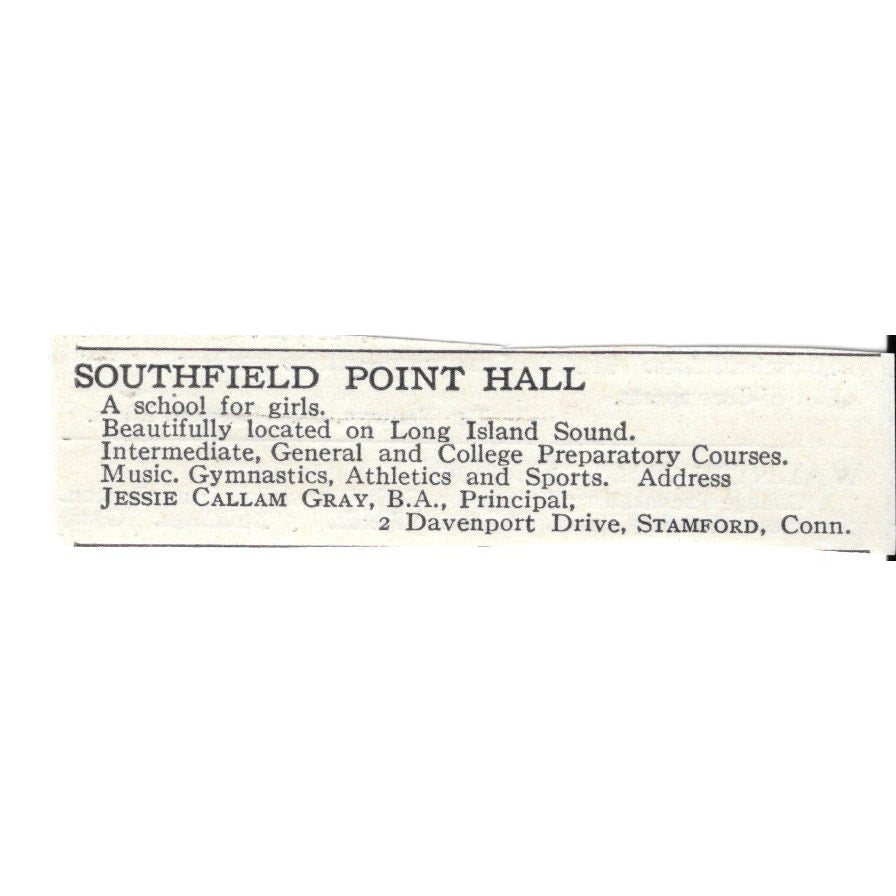 SOUTHFIELD POINT HALL
A school for girls.
Beautifully located on Long Island Sound.
Intermediate, General and College Preparatory Courses.
Music. Gymnastics, Athletics and Sports. Address
JESSIE CALLAM GRAY, B.A., Principal,
2 Davenport Drive, STAMFORD, Conn.